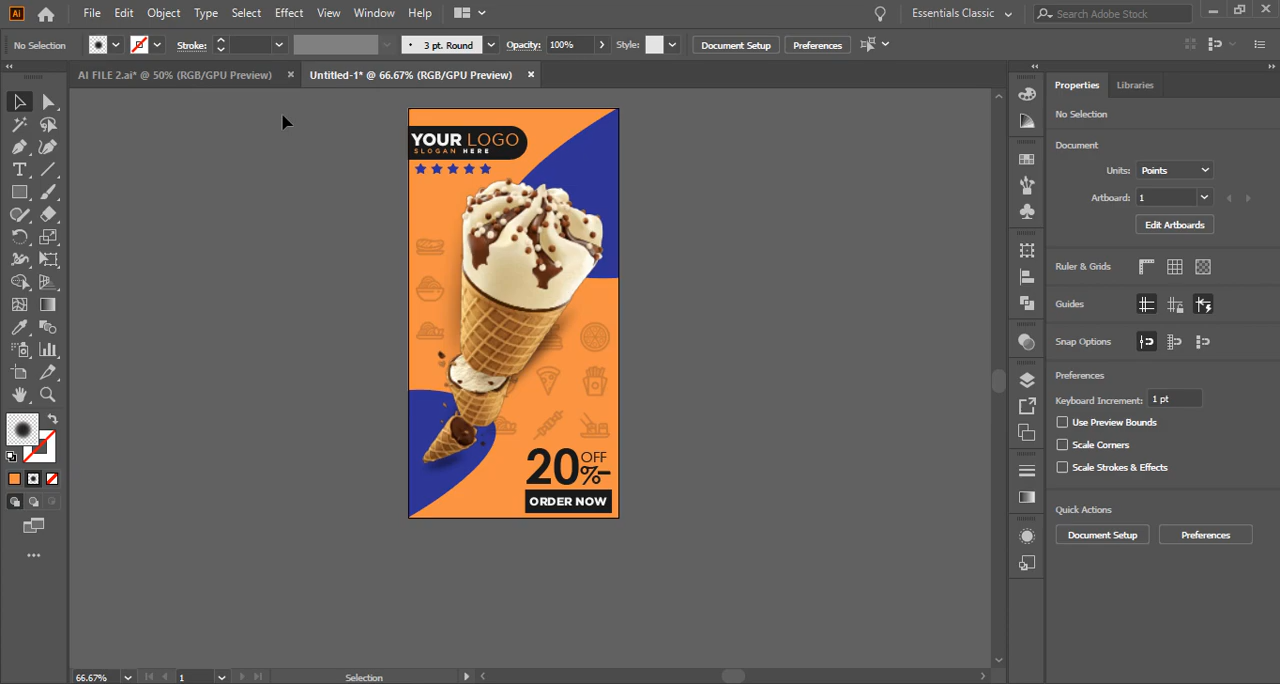 Ai File Edit Object Type Select Effect View Window Help Essentials Classic Search Adobe Stock
No Selection Stroke: 3 pt. Round Opacity: 100% Style: Document Setup Preferences
AI FILE 2.ai* @ 50% (RGB/GPU Preview) × Untitled-1* @ 66.67% (RGB/GPU Preview) ×
Properties Libraries
No Selection
Document
Units: Points
Artboard: 1
Edit Artboards
Ruler & Grids
Guides
Snap Options
Preferences
Keyboard Increment: 1 pt
Use Preview Bounds
Scale Corners
Scale Strokes & Effects
Quick Actions
Document Setup Preferences
YOUR LOGO
SLOGAN HERE
20% OFF
ORDER NOW
66.67% 1 Selection